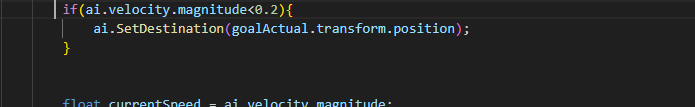 if(ai.velocity.magnitude<0.2){
ai.SetDestination(goalActual.transform.position);
}
float currentSpeed = ai.velocity.magnitude;